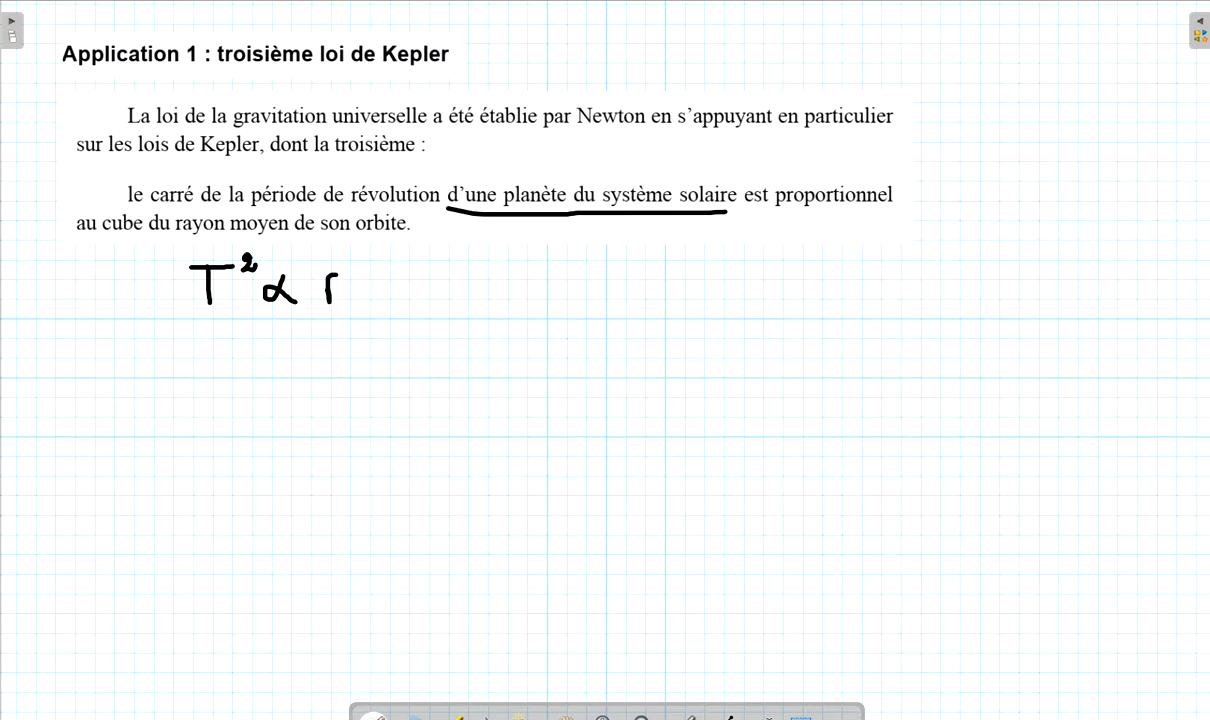 Application 1 : troisième loi de Kepler
La loi de la gravitation universelle a été établie par Newton en s’appuyant en particulier
sur les lois de Kepler, dont la troisième :
le carré de la période de révolution d’une planète du système solaire est proportionnel
au cube du rayon moyen de son orbite.
T² ∝ r